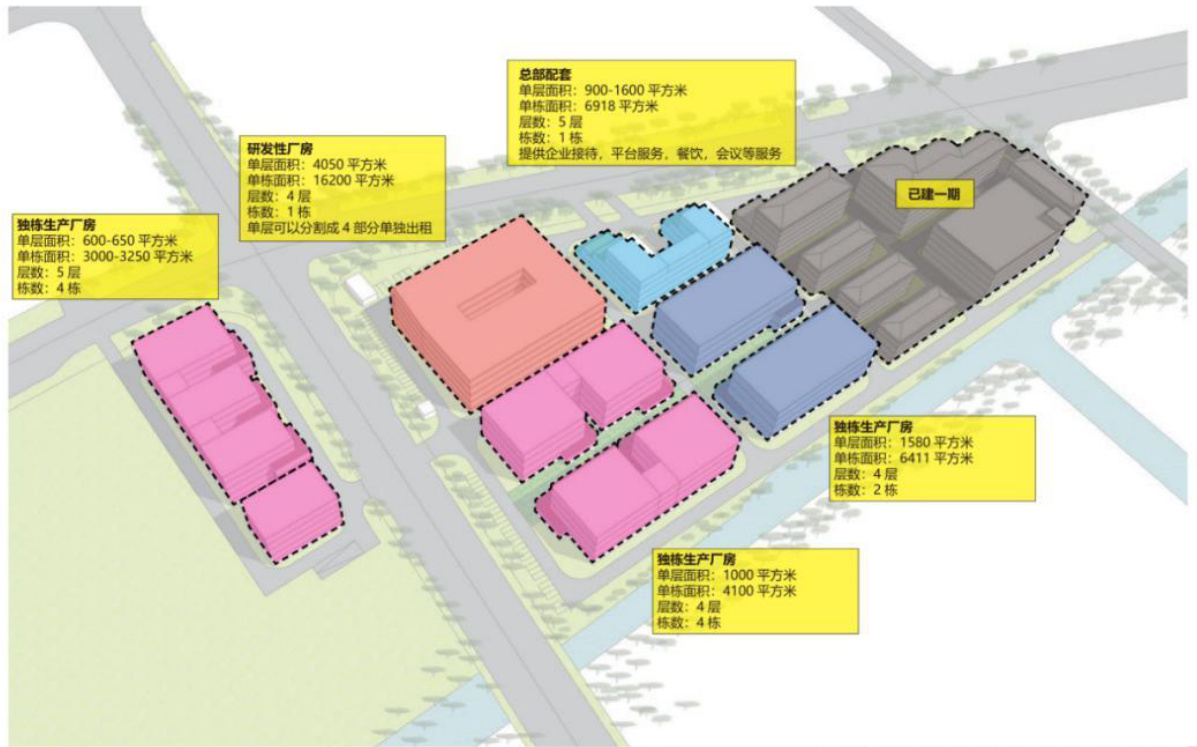 总部配套
单层面积：900-1600 平方米
单栋面积：6918 平方米
层数：5 层
栋数：1 栋
提供企业接待，平台服务，餐饮，会议等服务
研发性厂房
单层面积：4050 平方米
单栋面积：16200 平方米
层数：4 层
栋数：1 栋
单层可以分割成 4 部分单独出租
已建一期
独栋生产厂房
单层面积：600-650 平方米
单栋面积：3000-3250 平方米
层数：5 层
栋数：4 栋
独栋生产厂房
单层面积：1580 平方米
单栋面积：6411 平方米
层数：4 层
栋数：2 栋
独栋生产厂房
单层面积：1000 平方米
单栋面积：4100 平方米
层数：4 层
栋数：4 栋